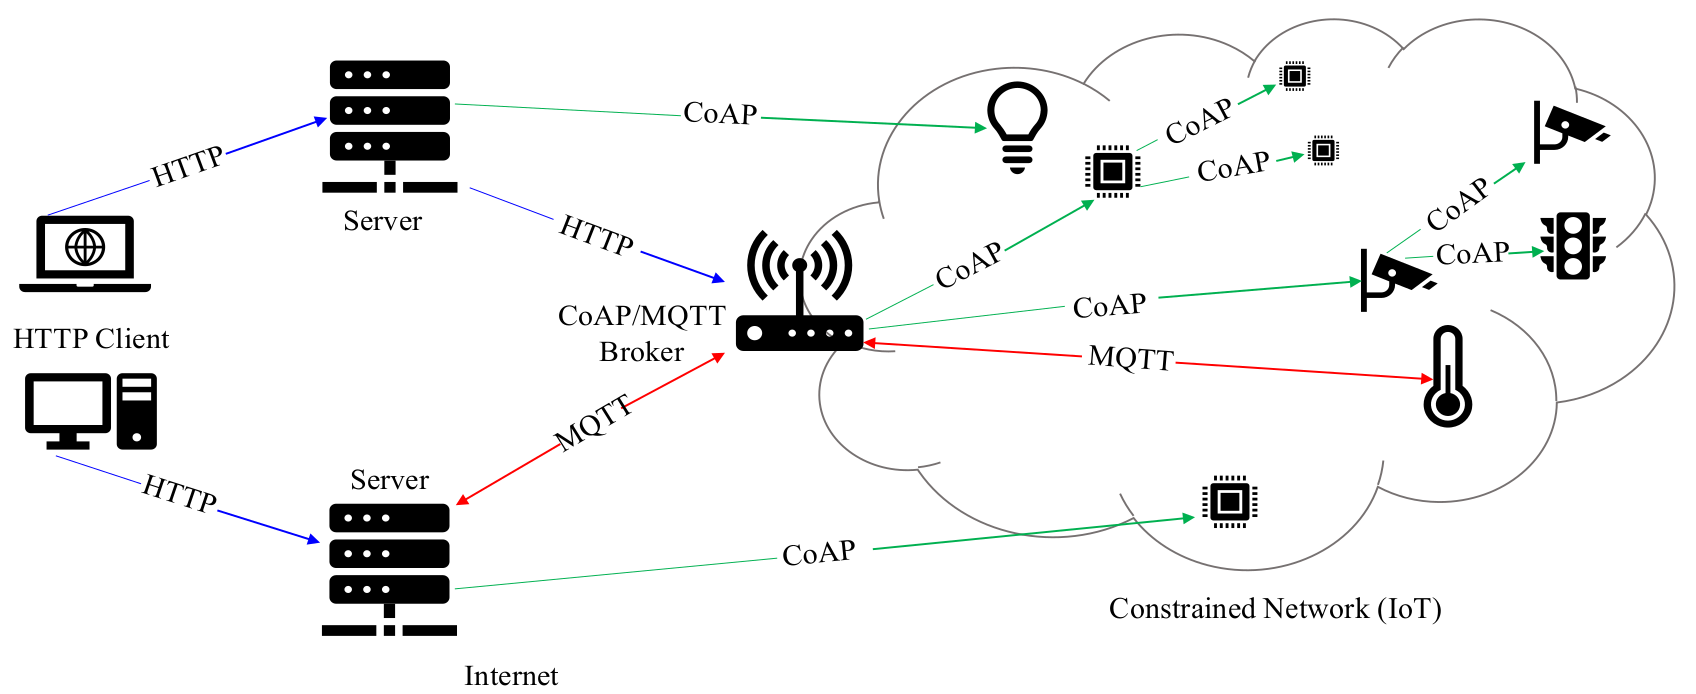 CoAP
CoAP
CoAP
HTTP
CoAP
Server
HTTP
CoAP
CoAP
CoAP
CoAP/MQTT
Broker
HTTP Client
MQTT
MQTT
Server
HTTP
CoAP
Constrained Network (IoT)
Internet